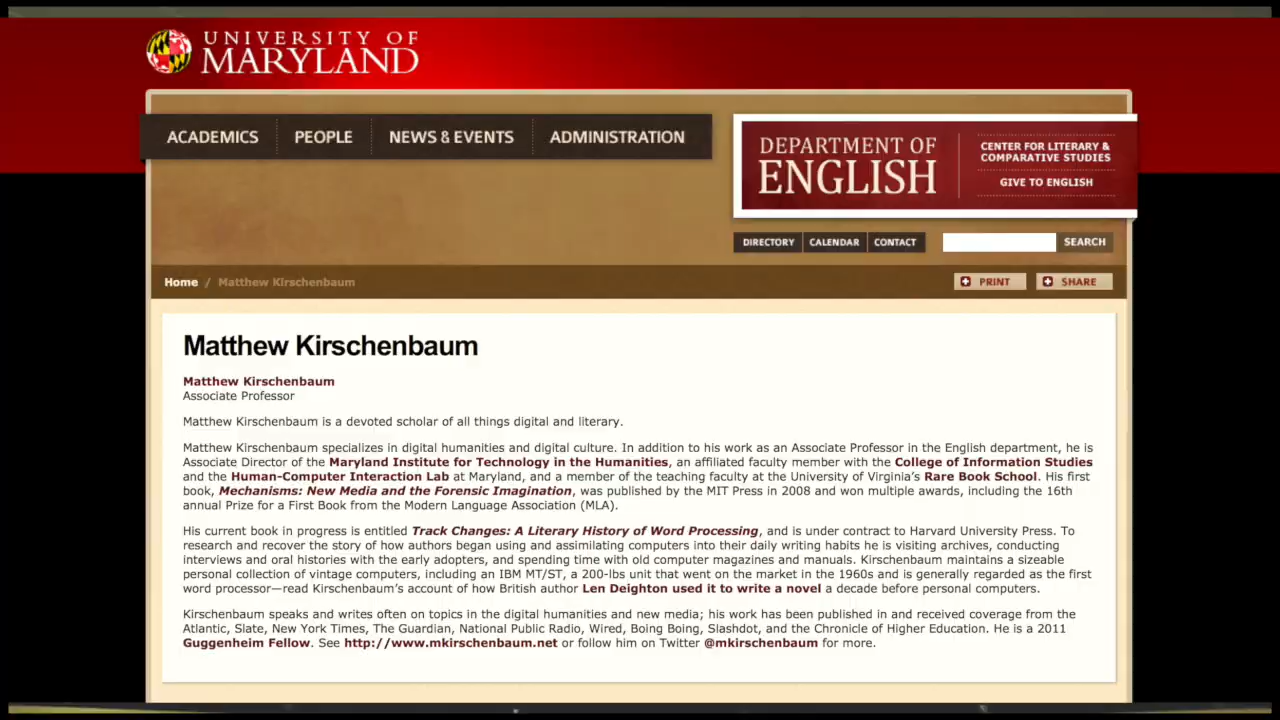 UNIVERSITY OF
MARYLAND
ACADEMICS PEOPLE NEWS & EVENTS ADMINISTRATION
DEPARTMENT OF
ENGLISH
CENTER FOR LITERARY &
COMPARATIVE STUDIES
GIVE TO ENGLISH
DIRECTORY CALENDAR CONTACT SEARCH
Home / Matthew Kirschenbaum PRINT SHARE
Matthew Kirschenbaum
Matthew Kirschenbaum
Associate Professor
Matthew Kirschenbaum is a devoted scholar of all things digital and literary.
Matthew Kirschenbaum specializes in digital humanities and digital culture. In addition to his work as an Associate Professor in the English department, he is
Associate Director of the Maryland Institute for Technology in the Humanities, an affiliated faculty member with the College of Information Studies
and the Human-Computer Interaction Lab at Maryland, and a member of the teaching faculty at the University of Virginia's Rare Book School. His first
book, Mechanisms: New Media and the Forensic Imagination, was published by the MIT Press in 2008 and won multiple awards, including the 16th
annual Prize for a First Book from the Modern Language Association (MLA).
His current book in progress is entitled Track Changes: A Literary History of Word Processing, and is under contract to Harvard University Press. To
research and recover the story of how authors began using and assimilating computers into their daily writing habits he is visiting archives, conducting
interviews and oral histories with the early adopters, and spending time with old computer magazines and manuals. Kirschenbaum maintains a sizeable
personal collection of vintage computers, including an IBM MT/ST, a 200-lbs unit that went on the market in the 1960s and is generally regarded as the first
word processor—read Kirschenbaum's account of how British author Len Deighton used it to write a novel a decade before personal computers.
Kirschenbaum speaks and writes often on topics in the digital humanities and new media; his work has been published in and received coverage from the
Atlantic, Slate, New York Times, The Guardian, National Public Radio, Wired, Boing Boing, Slashdot, and the Chronicle of Higher Education. He is a 2011
Guggenheim Fellow. See http://www.mkirschenbaum.net or follow him on Twitter @mkirschenbaum for more.